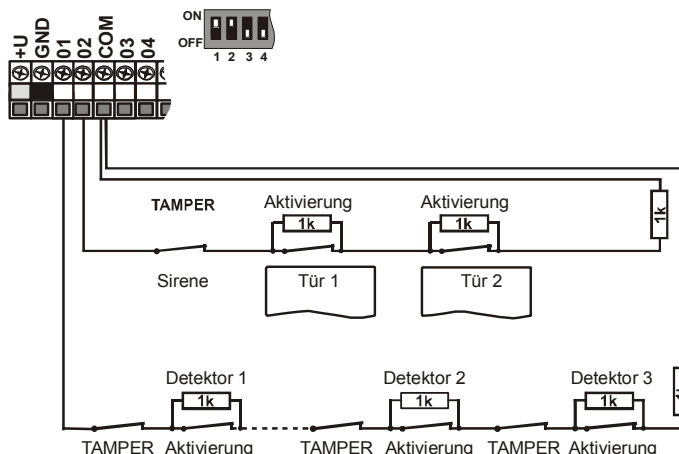 ON
OFF
1 2 3 4
+U GND 01 02 COM 03 04
TAMPER Aktivierung Aktivierung
1k 1k 1k
Sirene Tür 1 Tür 2
Detektor 1 Detektor 2 Detektor 3
1k 1k 1k
TAMPER Aktivierung TAMPER Aktivierung TAMPER Aktivierung